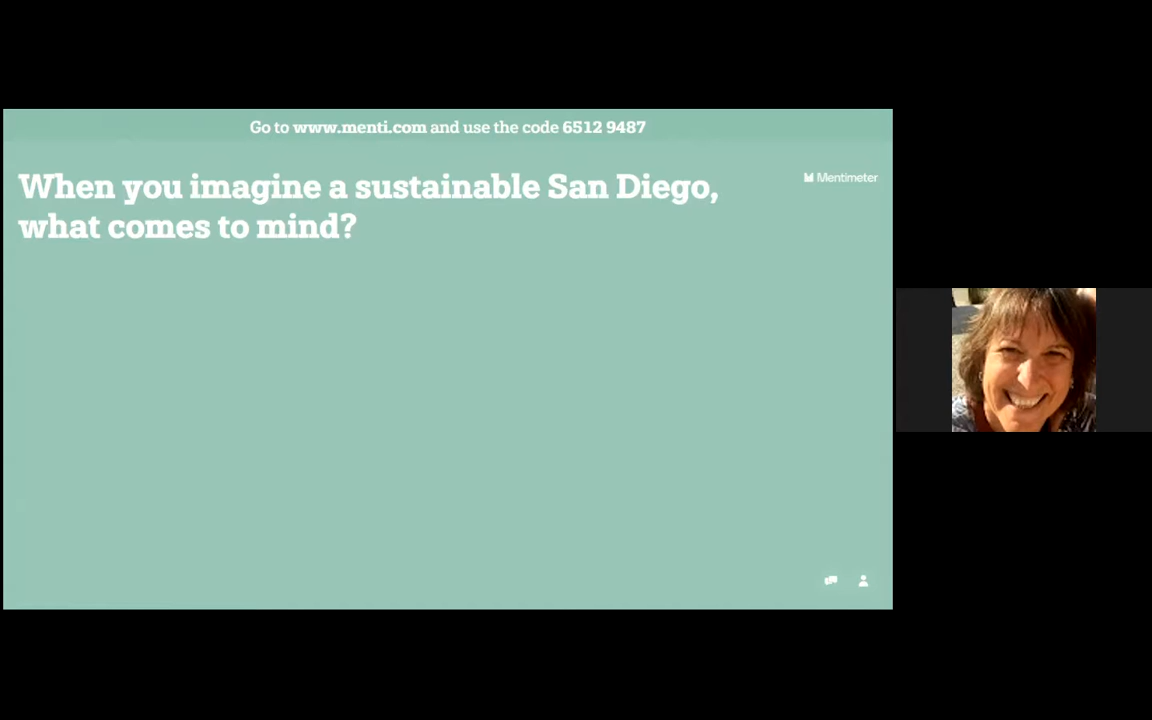 Go to www.menti.com and use the code 6512 9487
When you imagine a sustainable San Diego,
what comes to mind?
Mentimeter